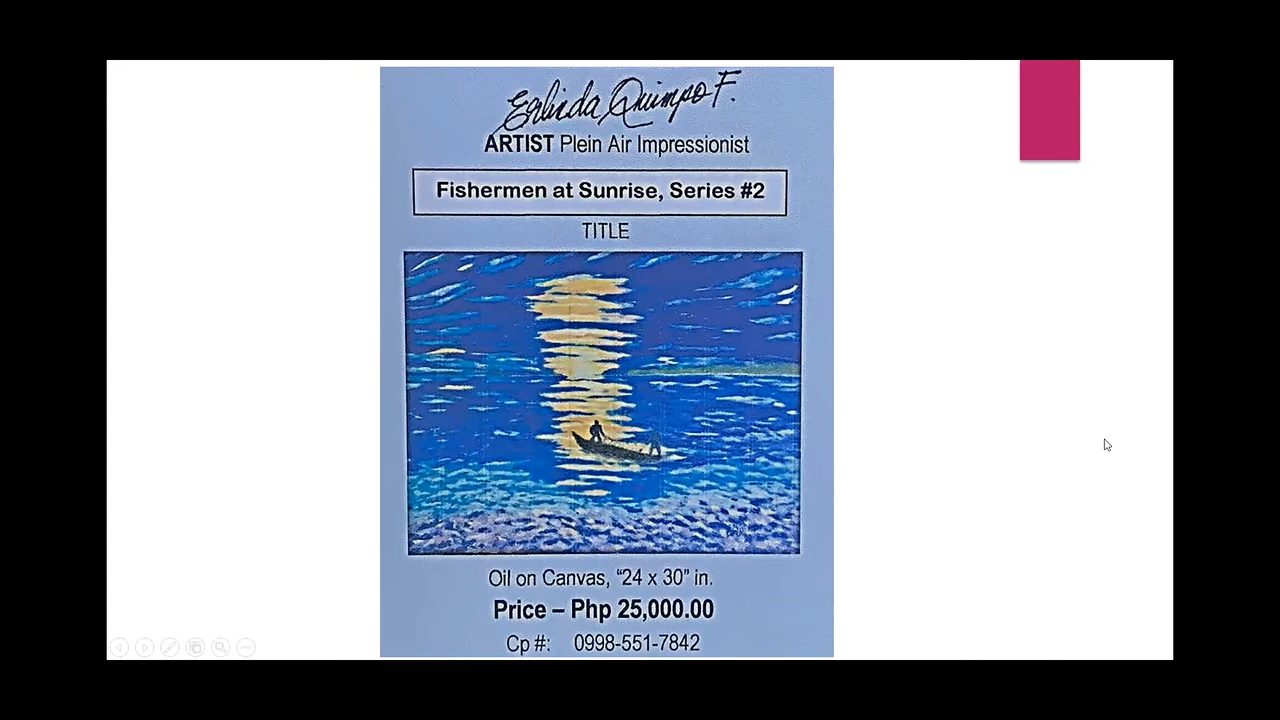 Erlinda Quimpo F.
ARTIST Plein Air Impressionist
Fishermen at Sunrise, Series #2
TITLE
Oil on Canvas, “24 x 30” in.
Price – Php 25,000.00
Cp #: 0998-551-7842